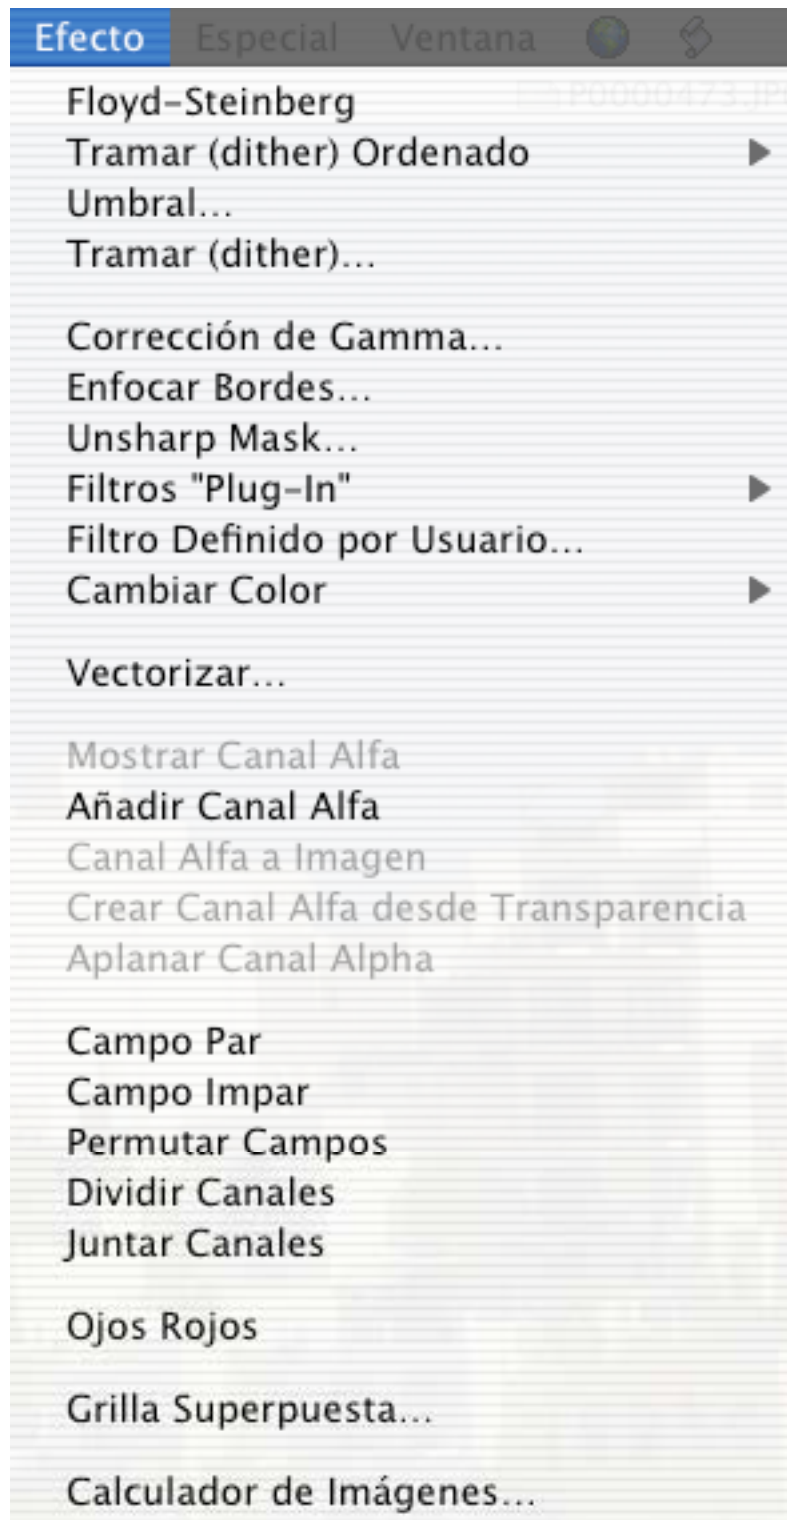 Efecto Especial Ventana
P0000473.JP
Floyd-Steinberg
Tramar (dither) Ordenado
Umbral...
Tramar (dither)...
Corrección de Gamma...
Enfocar Bordes...
Unsharp Mask...
Filtros "Plug-In"
Filtro Definido por Usuario...
Cambiar Color
Vectorizar...
Mostrar Canal Alfa
Añadir Canal Alfa
Canal Alfa a Imagen
Crear Canal Alfa desde Transparencia
Aplanar Canal Alpha
Campo Par
Campo Impar
Permutar Campos
Dividir Canales
Juntar Canales
Ojos Rojos
Grilla Superpuesta...
Calculador de Imágenes...